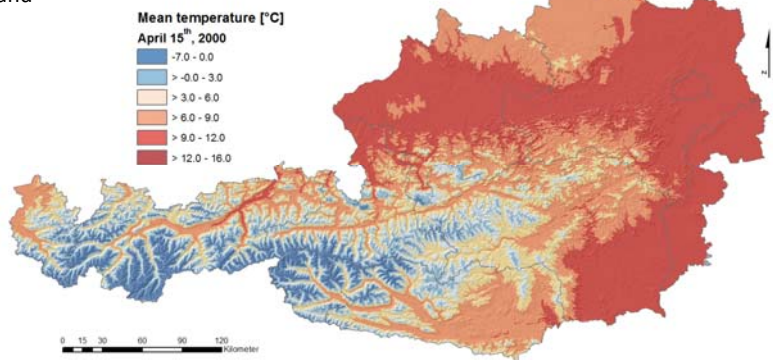 Mean temperature [°C]
April 15th, 2000
-7.0 - 0.0
> -0.0 - 3.0
> 3.0 - 6.0
> 6.0 - 9.0
> 9.0 - 12.0
> 12.0 - 16.0
N
0 15 30 60 90 120
Kilometer